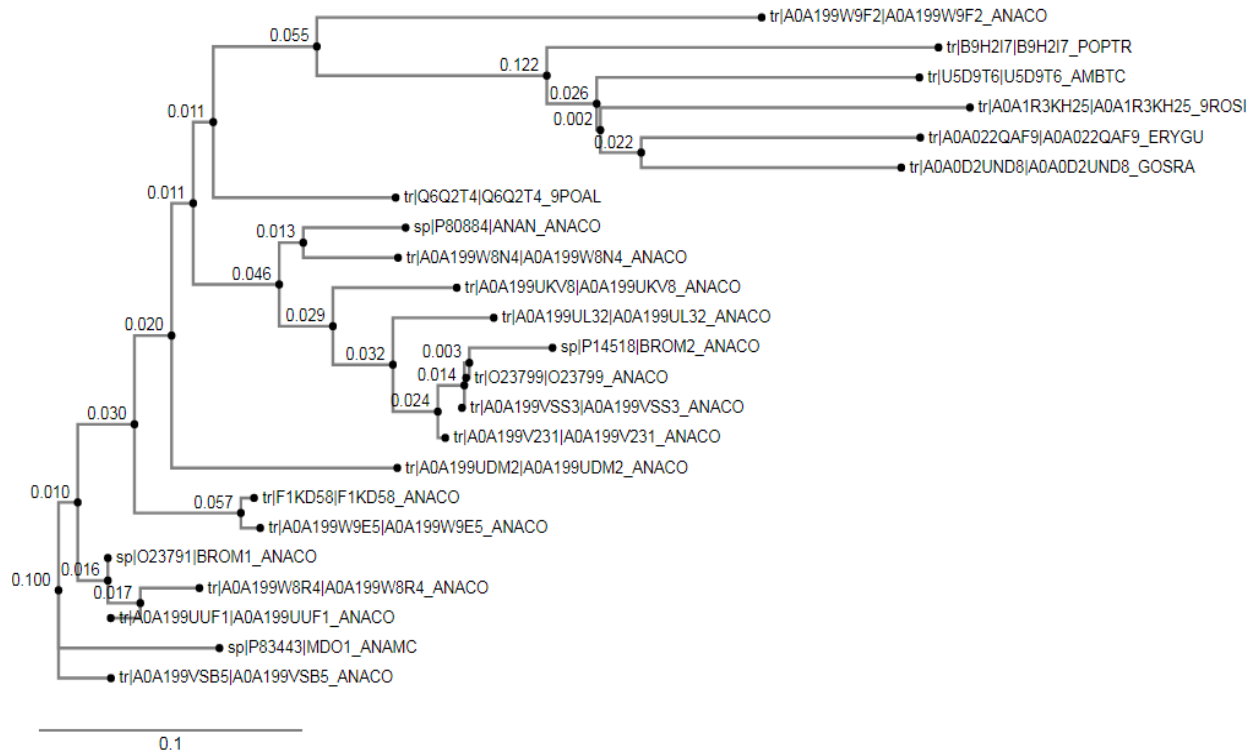 tr|A0A199W9F2|A0A199W9F2_ANACO
0.055
tr|B9H2I7|B9H2I7_POPTR
0.122
tr|U5D9T6|U5D9T6_AMBTC
0.026
tr|A0A1R3KH25|A0A1R3KH25_9ROSI
0.011
0.002
tr|A0A022QAF9|A0A022QAF9_ERYGU
0.022
tr|A0A0D2UND8|A0A0D2UND8_GOSRA
0.011
tr|Q6Q2T4|Q6Q2T4_9POAL
sp|P80884|ANAN_ANACO
0.013
tr|A0A199W8N4|A0A199W8N4_ANACO
0.046
tr|A0A199UKV8|A0A199UKV8_ANACO
0.029
tr|A0A199UL32|A0A199UL32_ANACO
0.020
sp|P14518|BROM2_ANACO
0.032
0.003
tr|O23799|O23799_ANACO
0.014
0.024
tr|A0A199VSS3|A0A199VSS3_ANACO
0.030
tr|A0A199V231|A0A199V231_ANACO
tr|A0A199UDM2|A0A199UDM2_ANACO
0.010
tr|F1KD58|F1KD58_ANACO
0.057
tr|A0A199W9E5|A0A199W9E5_ANACO
sp|O23791|BROM1_ANACO
0.016
0.100
tr|A0A199W8R4|A0A199W8R4_ANACO
0.017
tr|A0A199UUF1|A0A199UUF1_ANACO
sp|P83443|MDO1_ANAMC
tr|A0A199VSB5|A0A199VSB5_ANACO
0.1